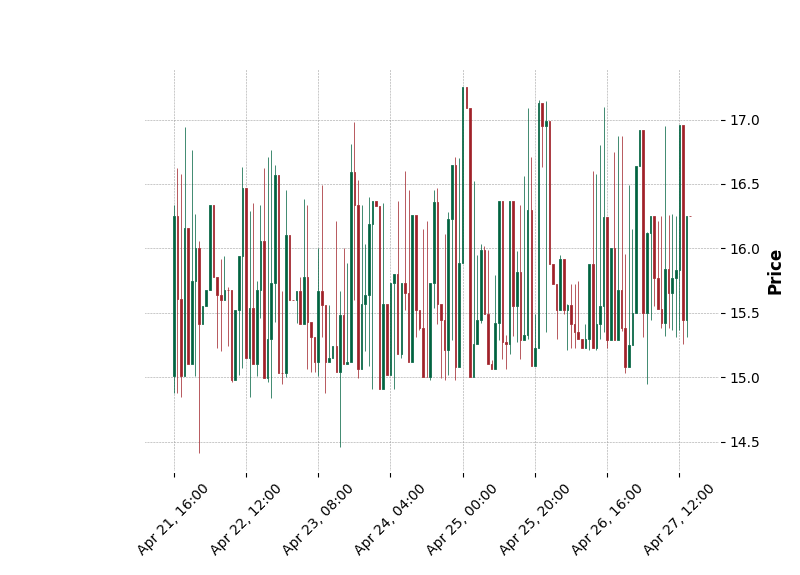 17.0
16.5
16.0
15.5
15.0
14.5
Price
Apr 21, 16:00
Apr 22, 12:00
Apr 23, 08:00
Apr 24, 04:00
Apr 25, 00:00
Apr 25, 20:00
Apr 26, 16:00
Apr 27, 12:00